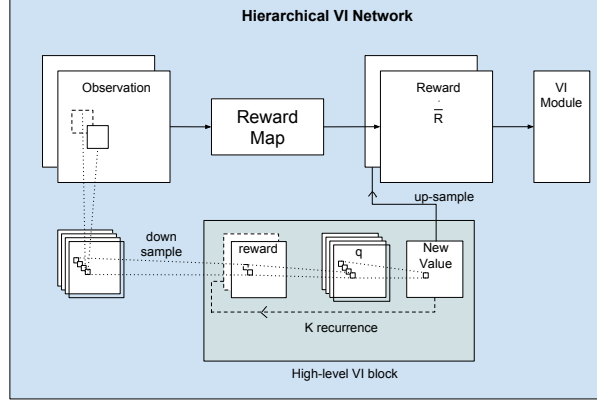 Hierarchical VI Network
Observation
Reward
Map
Reward
R
VI
Module
up-sample
down
sample
reward
q
New
Value
K recurrence
High-level VI block